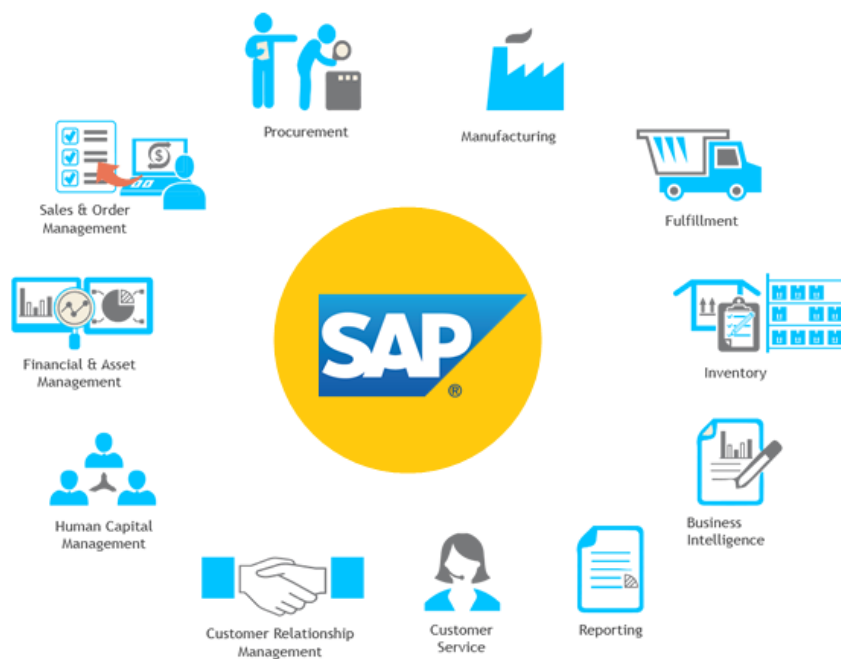 Procurement
Manufacturing
Sales & Order
Management
Fulfillment
Financial & Asset
Management
SAP
®
Inventory
Human Capital
Management
Business
Intelligence
Customer Relationship
Management
Customer
Service
Reporting